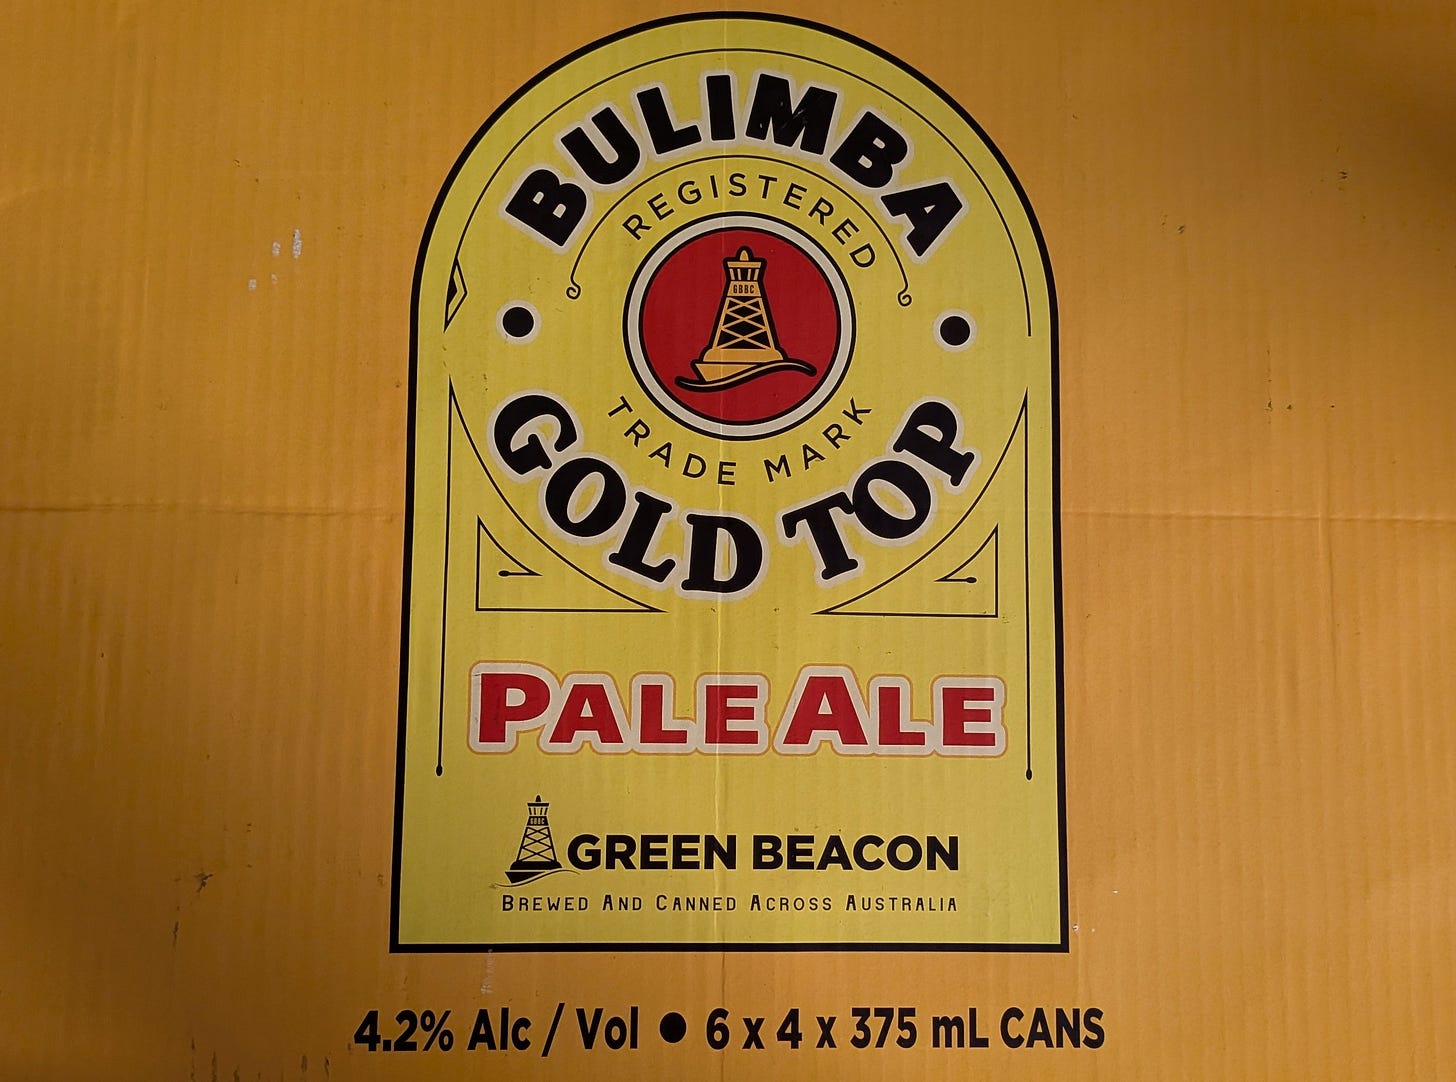 BULIMBA
REGISTERED
GBBC
TRADE MARK
GOLD TOP
PALE ALE
GBBC
GREEN BEACON
BREWED AND CANNED ACROSS AUSTRALIA
4.2% Alc / Vol ● 6 x 4 x 375 mL CANS